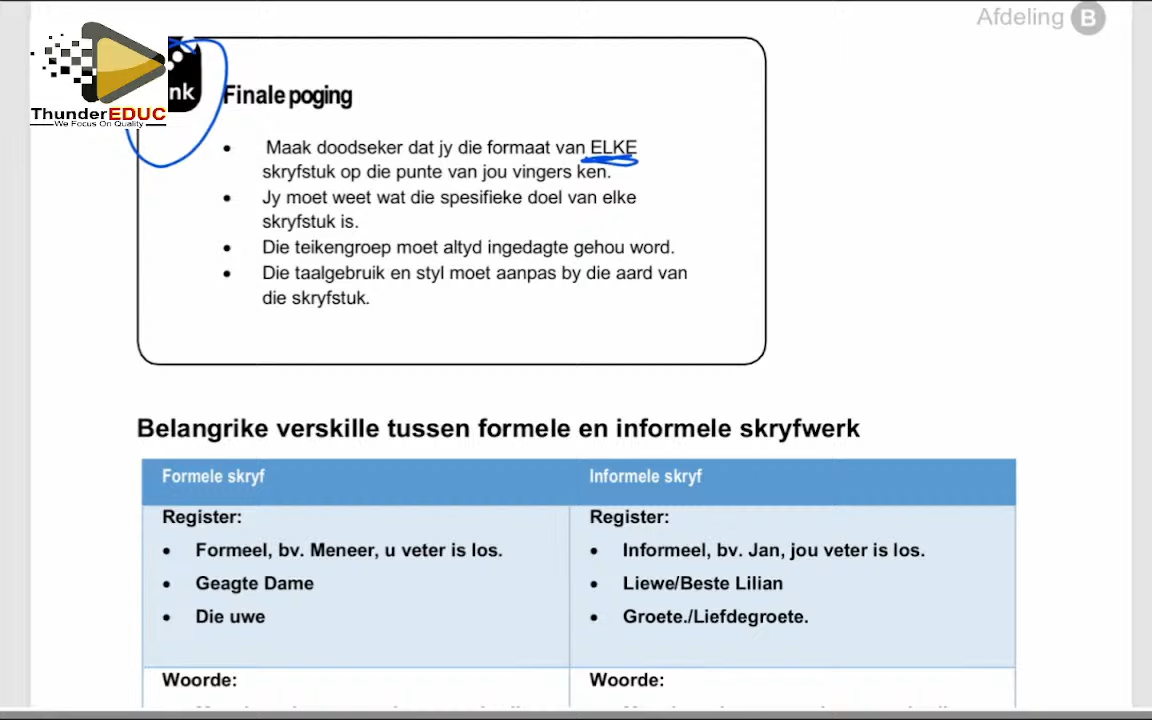 Afdeling B
nk
ThunderEDUC
We Focus On Quality
Finale poging
• Maak doodseker dat jy die formaat van ELKE
skryfstuk op die punte van jou vingers ken.
• Jy moet weet wat die spesifieke doel van elke
skryfstuk is.
• Die teikengroep moet altyd ingedagte gehou word.
• Die taalgebruik en styl moet aanpas by die aard van
die skryfstuk.
Belangrike verskille tussen formele en informele skryfwerk
Formele skryf
Informele skryf
Register:
• Formeel, bv. Meneer, u veter is los.
• Geagte Dame
• Die uwe
Register:
• Informeel, bv. Jan, jou veter is los.
• Liewe/Beste Lilian
• Groete./Liefdegroete.
Woorde:
Woorde: